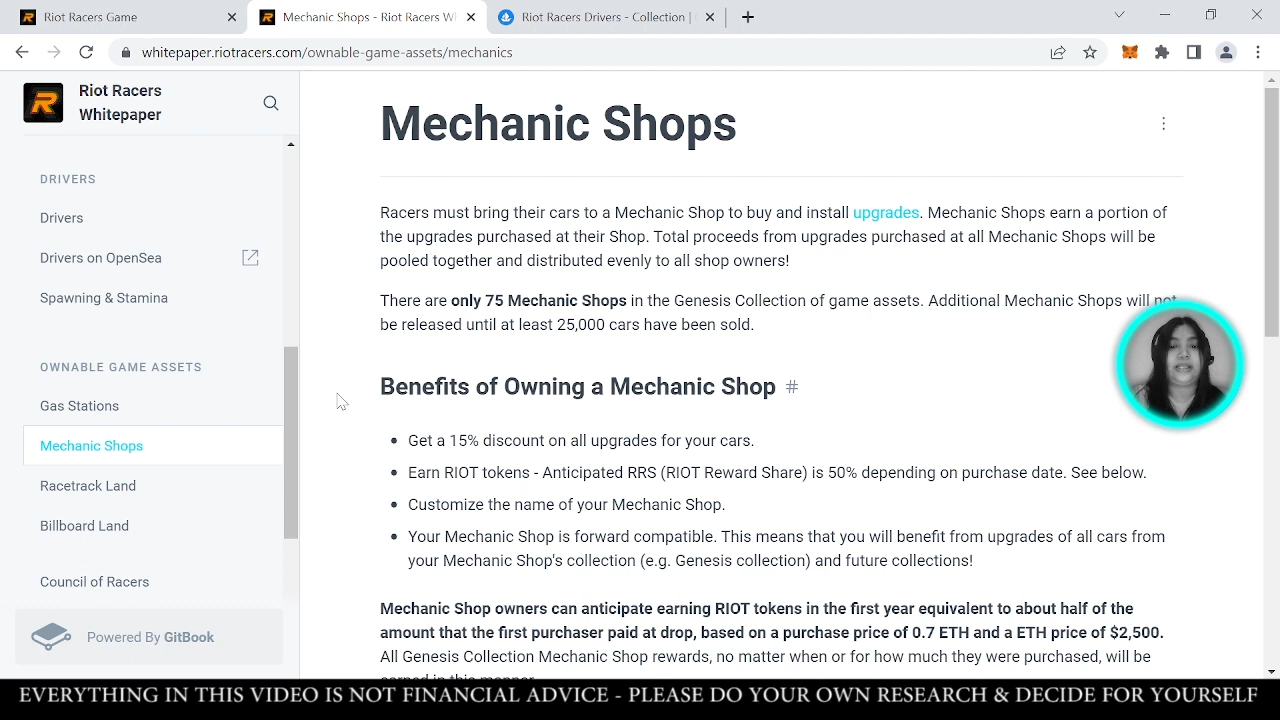 Riot Racers Game
Mechanic Shops - Riot Racers W
Riot Racers Drivers - Collection |
whitepaper.riotracers.com/ownable-game-assets/mechanics
Riot Racers
Whitepaper
DRIVERS
Drivers
Drivers on OpenSea
Spawning & Stamina
OWNABLE GAME ASSETS
Gas Stations
Mechanic Shops
Racetrack Land
Billboard Land
Council of Racers
Powered By GitBook
Mechanic Shops
Racers must bring their cars to a Mechanic Shop to buy and install upgrades. Mechanic Shops earn a portion of
the upgrades purchased at their Shop. Total proceeds from upgrades purchased at all Mechanic Shops will be
pooled together and distributed evenly to all shop owners!
There are only 75 Mechanic Shops in the Genesis Collection of game assets. Additional Mechanic Shops will not
be released until at least 25,000 cars have been sold.
Benefits of Owning a Mechanic Shop #
• Get a 15% discount on all upgrades for your cars.
• Earn RIOT tokens - Anticipated RRS (RIOT Reward Share) is 50% depending on purchase date. See below.
• Customize the name of your Mechanic Shop.
• Your Mechanic Shop is forward compatible. This means that you will benefit from upgrades of all cars from
your Mechanic Shop's collection (e.g. Genesis collection) and future collections!
Mechanic Shop owners can anticipate earning RIOT tokens in the first year equivalent to about half of the
amount that the first purchaser paid at drop, based on a purchase price of 0.7 ETH and a ETH price of $2,500.
All Genesis Collection Mechanic Shop rewards, no matter when or for how much they were purchased, will be
earned in this manner.
EVERYTHING IN THIS VIDEO IS NOT FINANCIAL ADVICE - PLEASE DO YOUR OWN RESEARCH & DECIDE FOR YOURSELF